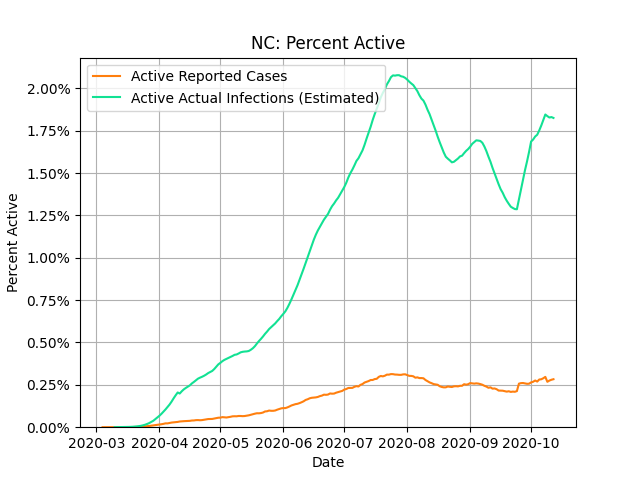 NC: Percent Active
Active Reported Cases
Active Actual Infections (Estimated)
2.00%
1.75%
1.50%
1.25%
1.00%
0.75%
0.50%
0.25%
0.00%
Percent Active
2020-03 2020-04 2020-05 2020-06 2020-07 2020-08 2020-09 2020-10
Date